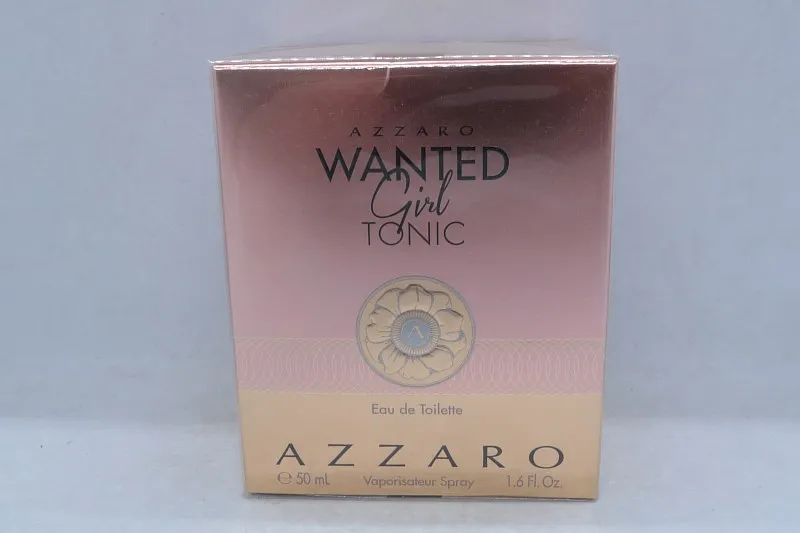 AZZARO
WANTED
Girl
TONIC
A
Eau de Toilette
AZZARO
℮ 50 mL Vaporisateur Spray 1.6 Fl. Oz.